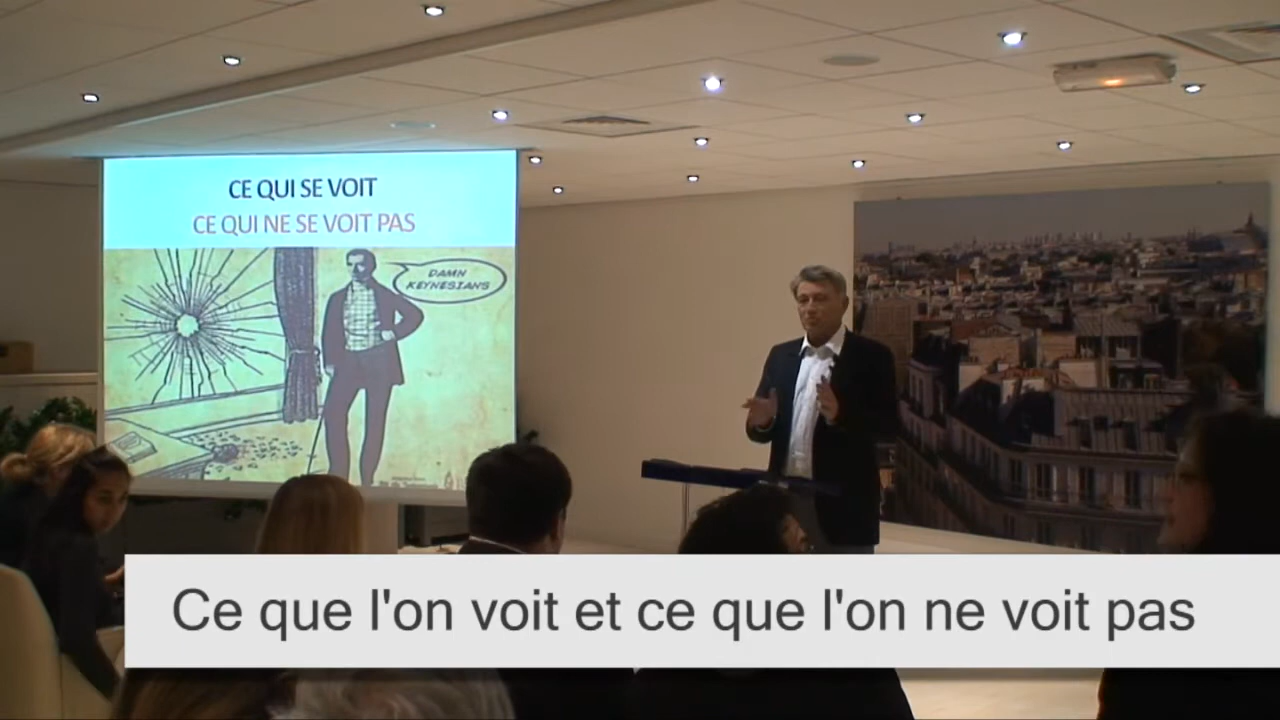 CE QUI SE VOIT
CE QUI NE SE VOIT PAS
DAMN
KEYNESIANS
Ce que l'on voit et ce que l'on ne voit pas